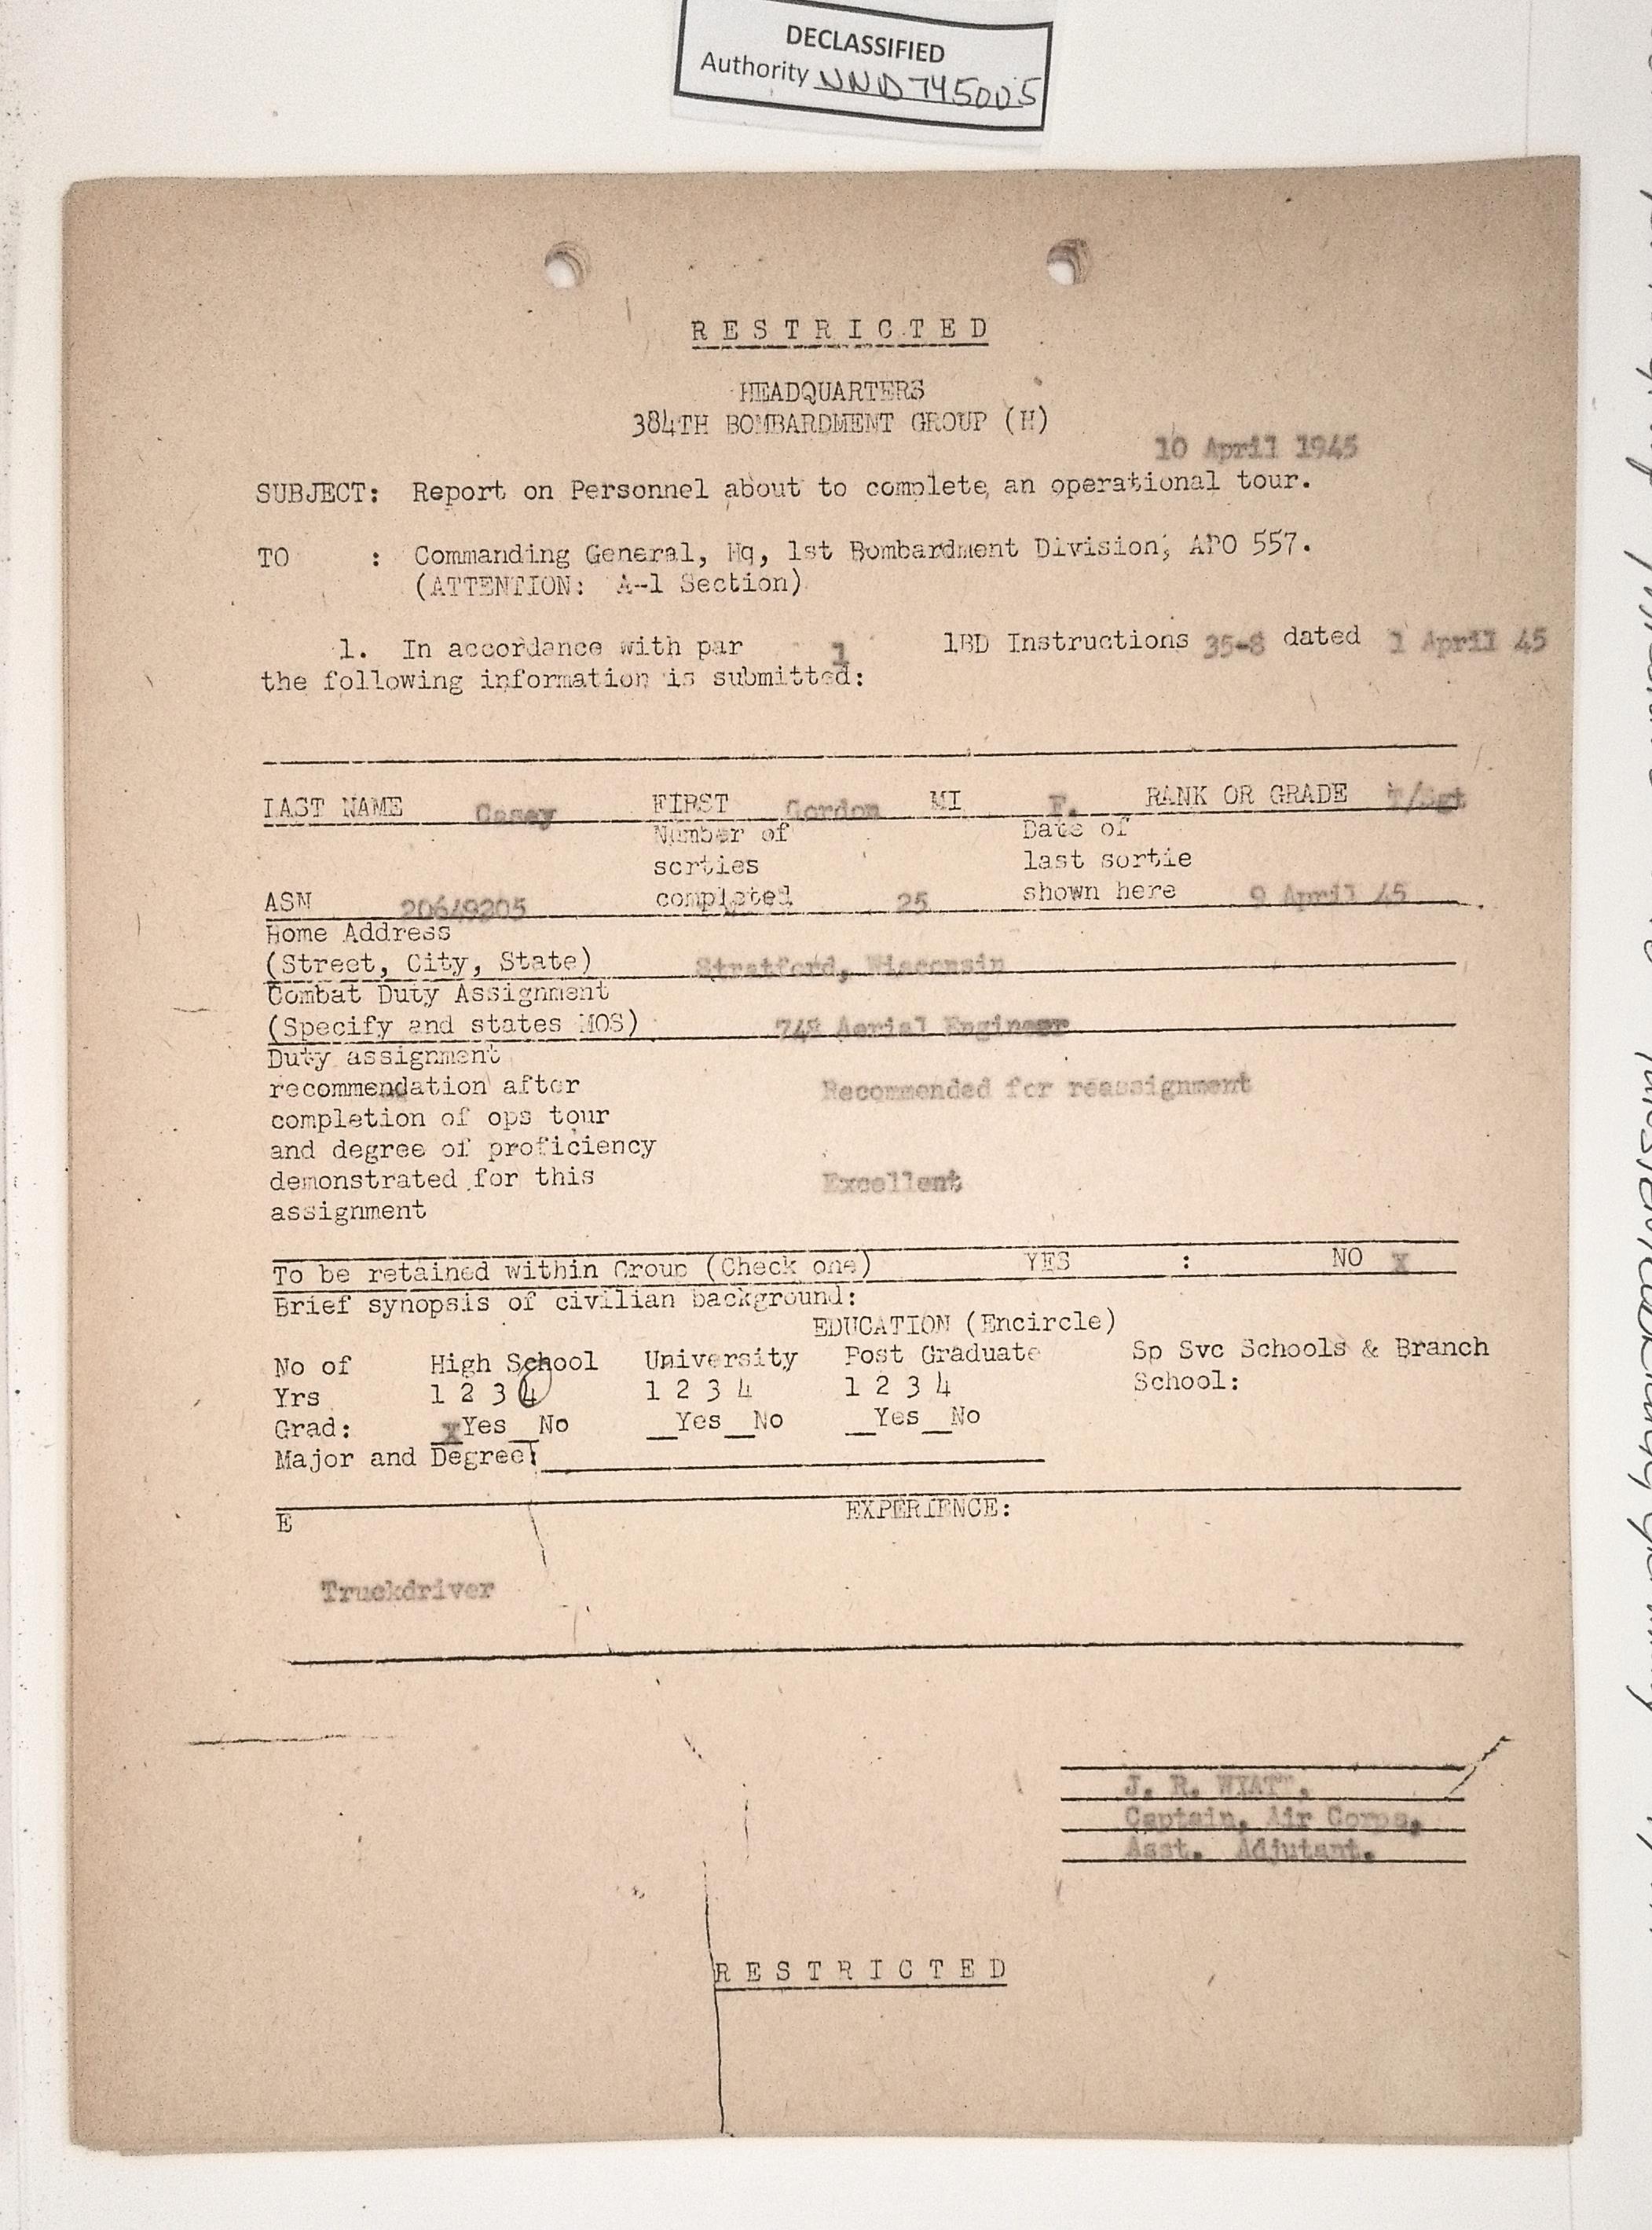 DECLASSIFIED
Authority NND745005
RESTRICTED
HEADQUARTERS
384TH BOMBARDMENT GROUP (H)
10 April 1945
SUBJECT: Report on Personnel about to complete an operational tour.
TO : Commanding General, Hq, 1st Bombardment Division, APO 557.
(ATTENTION: A-1 Section)
1. In accordance with par 1 1BD Instructions 35-8 dated 1 April 45
the following information is submitted:
LAST NAME Casey FIRST Gordon MI F. RANK OR GRADE T/Sgt
Number of Date of
sorties last sortie
ASN 20649205 completed 25 shown here 9 April 45
Home Address
(Street, City, State) Stratford, Wisconsin
Combat Duty Assignment
(Specify and states MOS) 748 Aerial Engineer
Duty assignment
recommendation after Recommended for reassignment
completion of ops tour
and degree of proficiency
demonstrated for this Excellent
assignment
To be retained within Group (Check one) YES : NO X
Brief synopsis of civilian background:
EDUCATION (Encircle)
No of High School University Post Graduate Sp Svc Schools & Branch
Yrs 1 2 3 4 1 2 3 4 1 2 3 4 School:
Grad: XYes__No __Yes__No __Yes__No
Major and Degree:
E EXPERIENCE:
Truckdriver
J. R. WYATT,
Captain, Air Corps,
Asst. Adjutant.
RESTRICTED